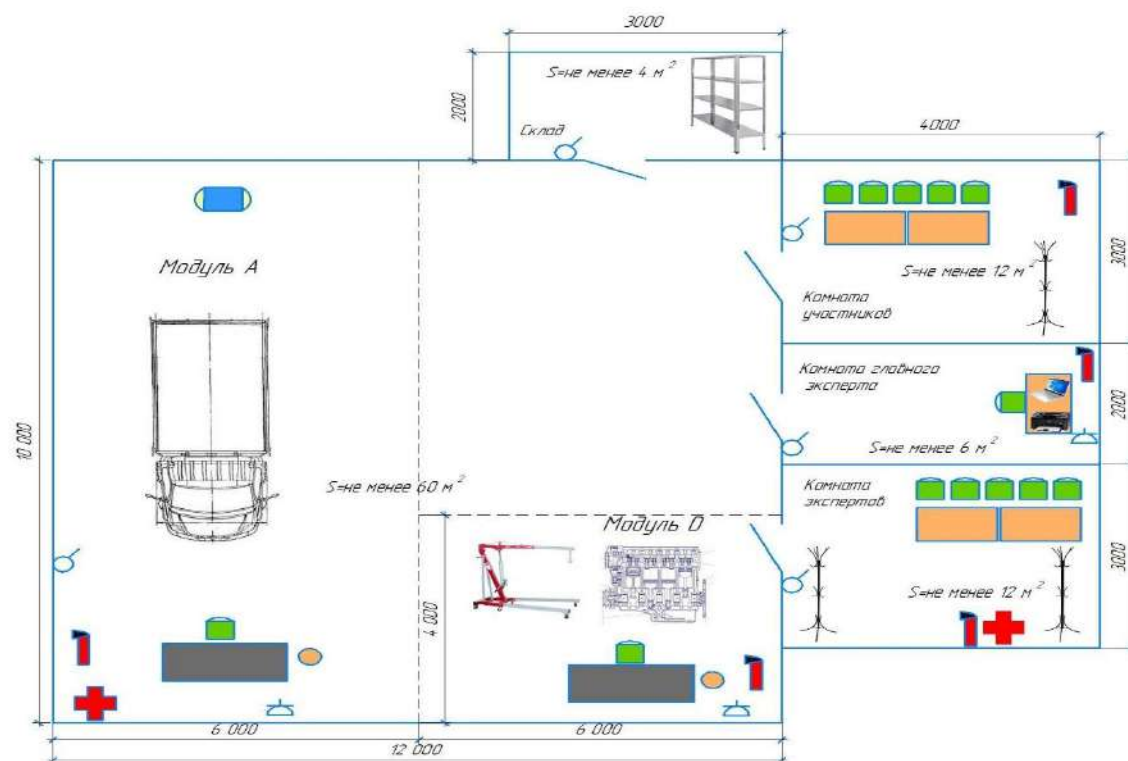 3000
S=не менее 4 м²
2000
Склад
4000
Модуль А
S=не менее 12 м²
3000
Комната
участников
Комната главного
эксперта
2000
S=не менее 6 м²
10 000
S=не менее 60 м²
Комната
экспертов
Модуль D
3000
S=не менее 12 м²
4 000
6 000
6 000
12 000